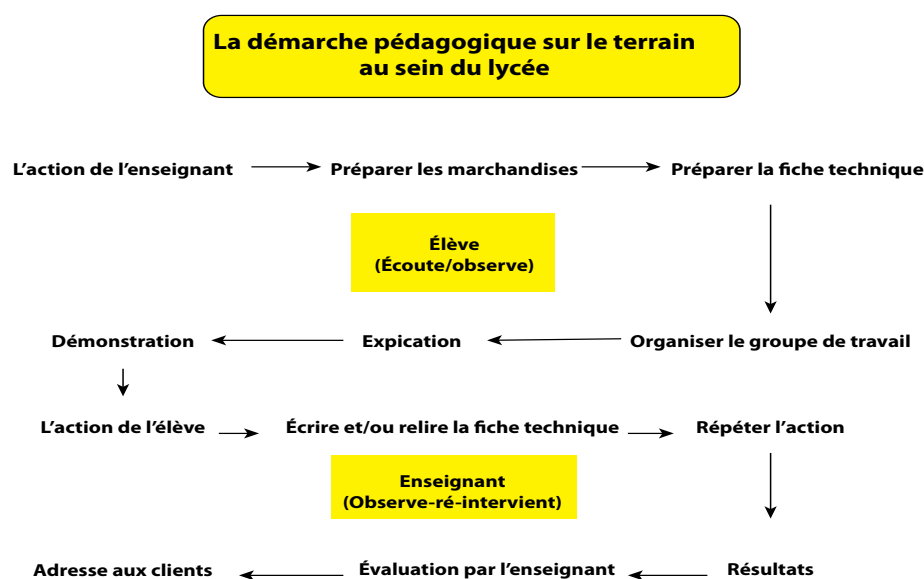 La démarche pédagogique sur le terrain
au sein du lycée
L'action de l'enseignant
Préparer les marchandises
Préparer la fiche technique
Élève
(Écoute/observe)
Démonstration
Expication
Organiser le groupe de travail
L'action de l'élève
Écrire et/ou relire la fiche technique
Répéter l'action
Enseignant
(Observe-ré-intervient)
Adresse aux clients
Évaluation par l'enseignant
Résultats